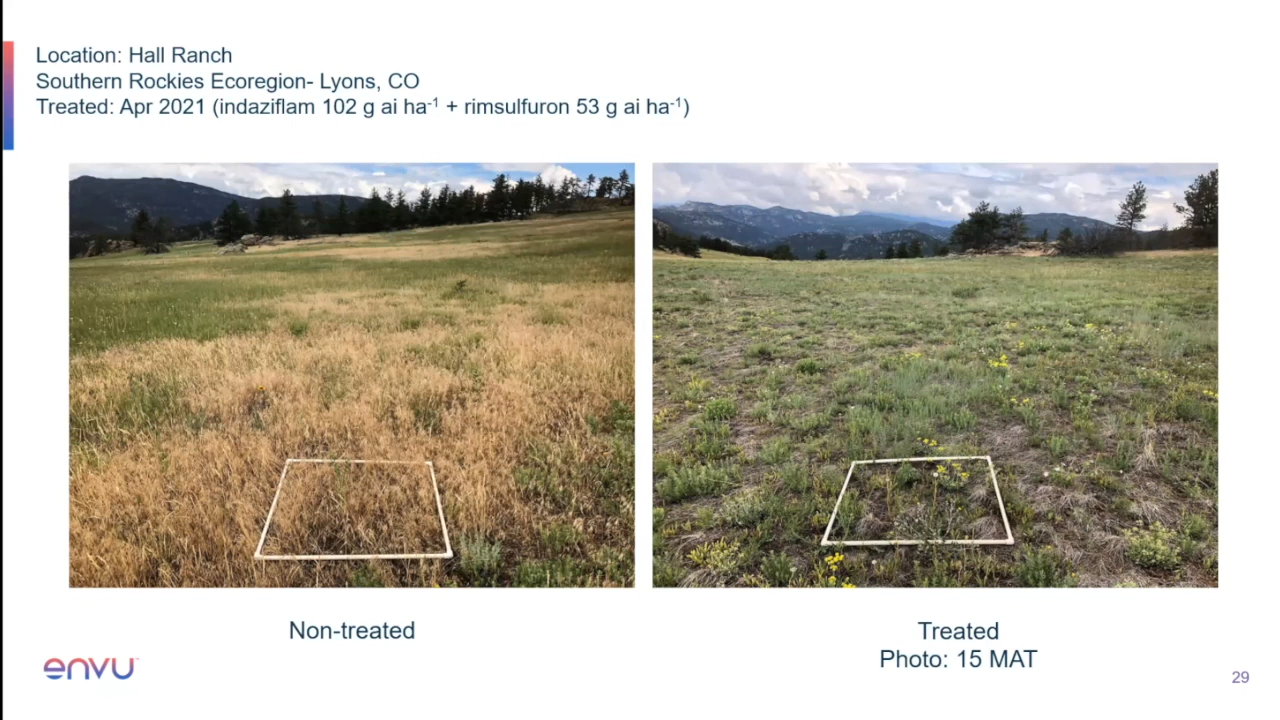 Location: Hall Ranch
Southern Rockies Ecoregion- Lyons, CO
Treated: Apr 2021 (indaziflam 102 g ai ha⁻¹ + rimsulfuron 53 g ai ha⁻¹)
Non-treated
Treated
Photo: 15 MAT
envu
29